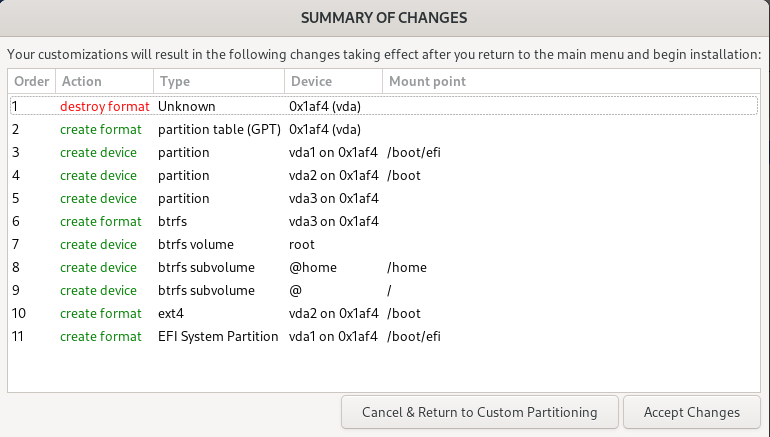 SUMMARY OF CHANGES
Your customizations will result in the following changes taking effect after you return to the main menu and begin installation:
Order Action Type Device Mount point
1 destroy format Unknown 0x1af4 (vda)
2 create format partition table (GPT) 0x1af4 (vda)
3 create device partition vda1 on 0x1af4 /boot/efi
4 create device partition vda2 on 0x1af4 /boot
5 create device partition vda3 on 0x1af4
6 create format btrfs vda3 on 0x1af4
7 create device btrfs volume root
8 create device btrfs subvolume @home /home
9 create device btrfs subvolume @ /
10 create format ext4 vda2 on 0x1af4 /boot
11 create format EFI System Partition vda1 on 0x1af4 /boot/efi
Cancel & Return to Custom Partitioning Accept Changes